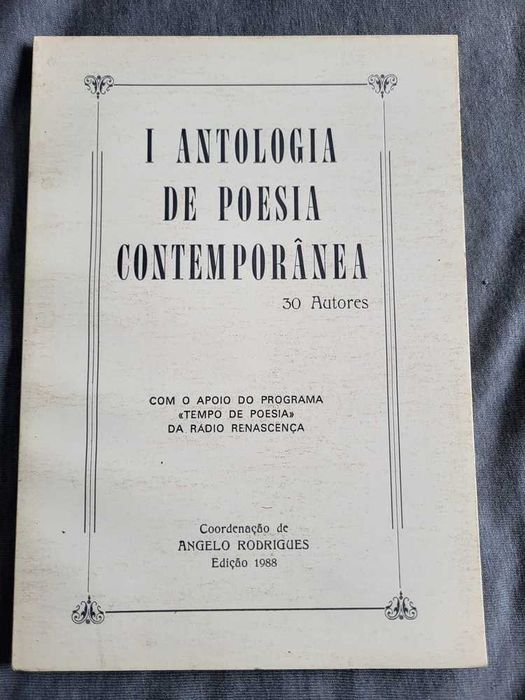 I ANTOLOGIA
DE POESIA
CONTEMPORÂNEA
30 Autores
COM O APOIO DO PROGRAMA
«TEMPO DE POESIA»
DA RÁDIO RENASCENÇA
Coordenação de
ANGELO RODRIGUES
Edição 1988